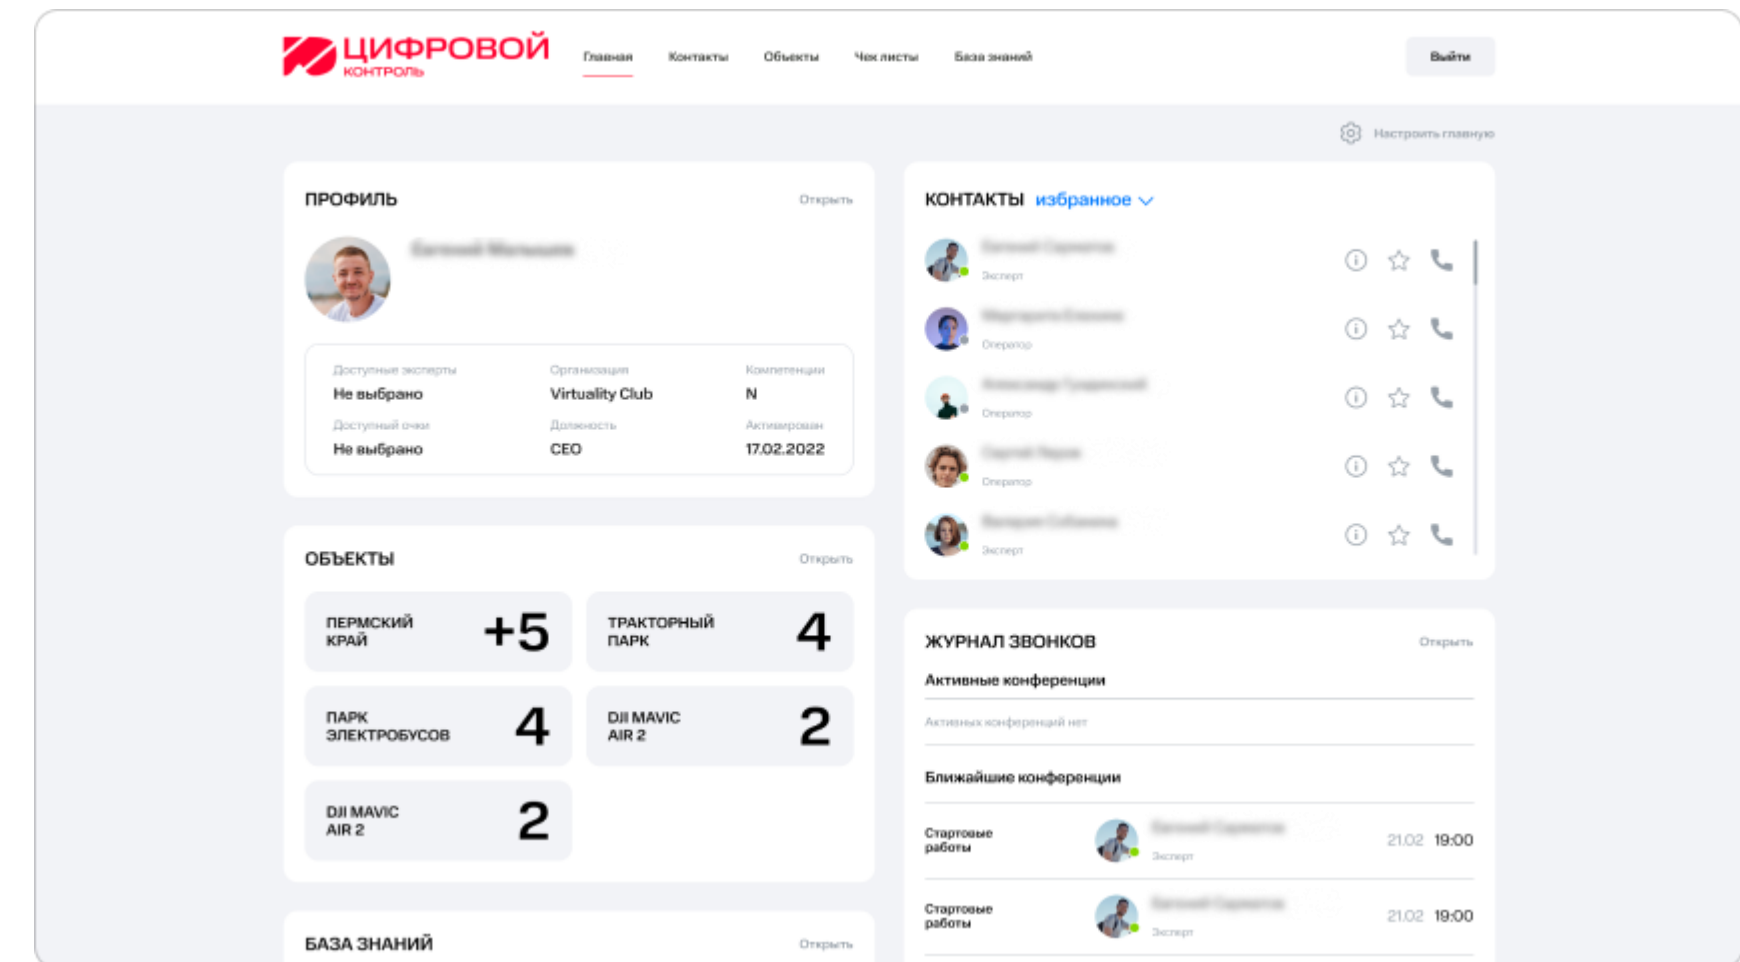 ЦИФРОВОЙ
КОНТРОЛЬ
Главная Контакты Объекты Чек листы База знаний Выйти
Настроить главную
ПРОФИЛЬ Открыть
Доступные эксперты Организация Компетенции
Не выбрано Virtuality Club N
Доступный очки Должность Активирован
Не выбрано CEO 17.02.2022
ОБЪЕКТЫ Открыть
ПЕРМСКИЙ
КРАЙ
+5
ТРАКТОРНЫЙ
ПАРК
4
ПАРК
ЭЛЕКТРОБУСОВ
4
DJI MAVIC
AIR 2
2
DJI MAVIC
AIR 2
2
БАЗА ЗНАНИЙ Открыть
КОНТАКТЫ избранное
Эксперт
Оператор
Оператор
Оператор
Эксперт
ЖУРНАЛ ЗВОНКОВ Открыть
Активные конференции
Активных конференций нет
Ближайшие конференции
Стартовые
работы
Эксперт
21.02 19:00
Стартовые
работы
Эксперт
21.02 19:00